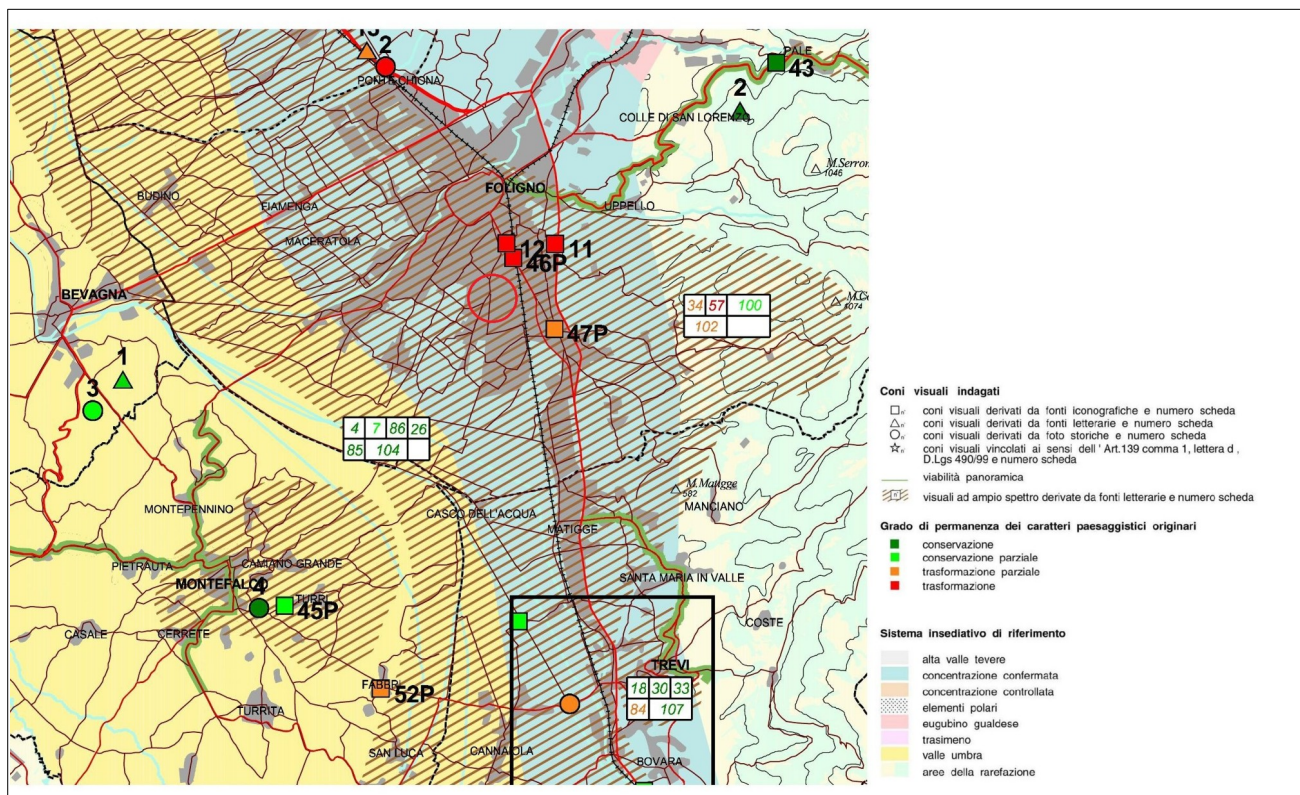 2
PONTE CHIONA
PALE
43
2
COLLE DI SAN LORENZO
M.Serron
1046
FOLIGNO
BUDINO
FIAMENGA
UPPELLO
MACERATOLA
12
11
46P
BEVAGNA
34 57 100
102
1074
47P
1
3
4 7 86 26
85 104
M.Matigge
582
MANCIANO
MONTEPENNINO
CASCO DELL'ACQUA
MATIGGE
PIETRAUTA
CAMIANO GRANDE
SANTA MARIA IN VALLE
MONTEFALCO
4
TURRI
45P
COSTE
CASALE
CERRETE
TREVI
18 30 33
84 107
FABBRI
52P
TURRITA
SAN LUCA
CANNAIOLA
BOVARA
Coni visuali indagati
n° coni visuali derivati da fonti iconografiche e numero scheda
n° coni visuali derivati da fonti letterarie e numero scheda
n° coni visuali derivati da foto storiche e numero scheda
n° coni visuali vincolati ai sensi dell ' Art.139 comma 1, lettera d ,
D.Lgs 490/99 e numero scheda
viabilità panoramica
visuali ad ampio spettro derivate da fonti letterarie e numero scheda
Grado di permanenza dei caratteri paesaggistici originari
conservazione
conservazione parziale
trasformazione parziale
trasformazione
Sistema insediativo di riferimento
alta valle tevere
concentrazione confermata
concentrazione controllata
elementi polari
eugubino gualdese
trasimeno
valle umbra
aree della rarefazione